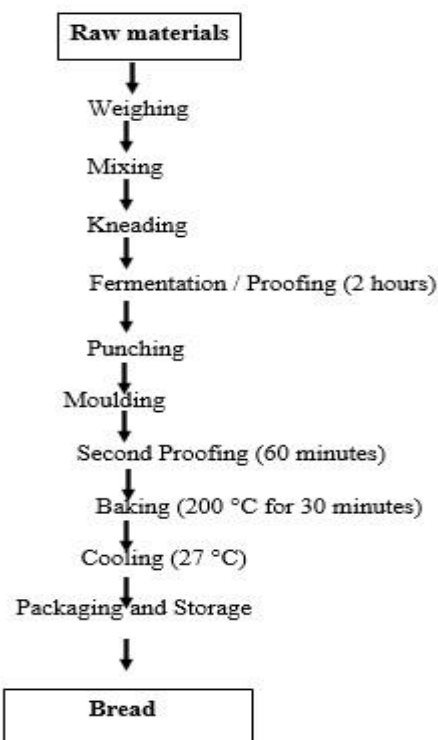 Raw materials
Weighing
Mixing
Kneading
Fermentation / Proofing (2 hours)
Punching
Moulding
Second Proofing (60 minutes)
Baking (200 °C for 30 minutes)
Cooling (27 °C)
Packaging and Storage
Bread